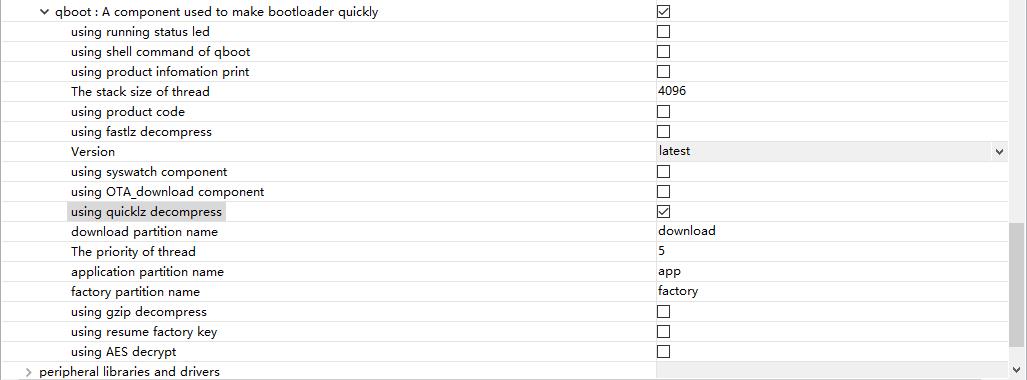 qboot : A component used to make bootloader quickly
using running status led
using shell command of qboot
using product infomation print
The stack size of thread 4096
using product code
using fastlz decompress
Version latest
using syswatch component
using OTA_download component
using quicklz decompress
download partition name download
The priority of thread 5
application partition name app
factory partition name factory
using gzip decompress
using resume factory key
using AES decrypt
peripheral libraries and drivers